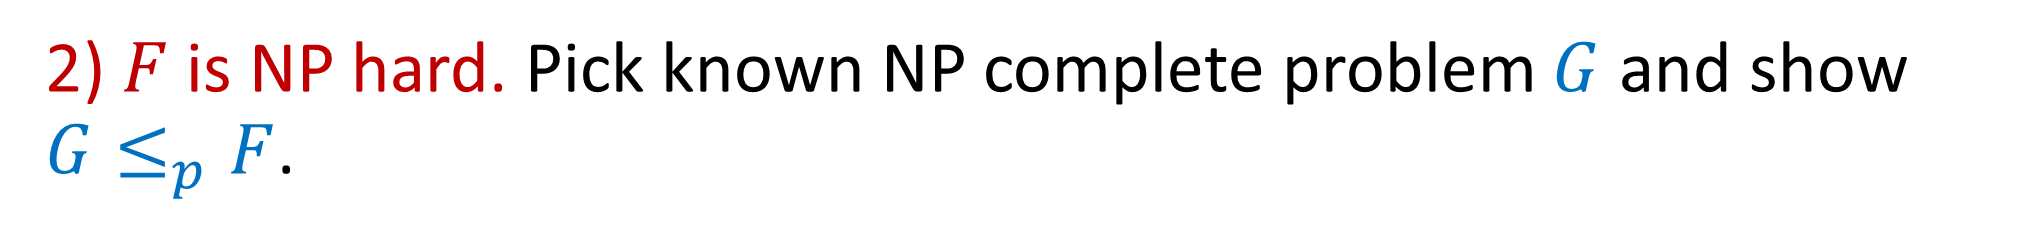 2) F is NP hard. Pick known NP complete problem G and show
G ≤p F.